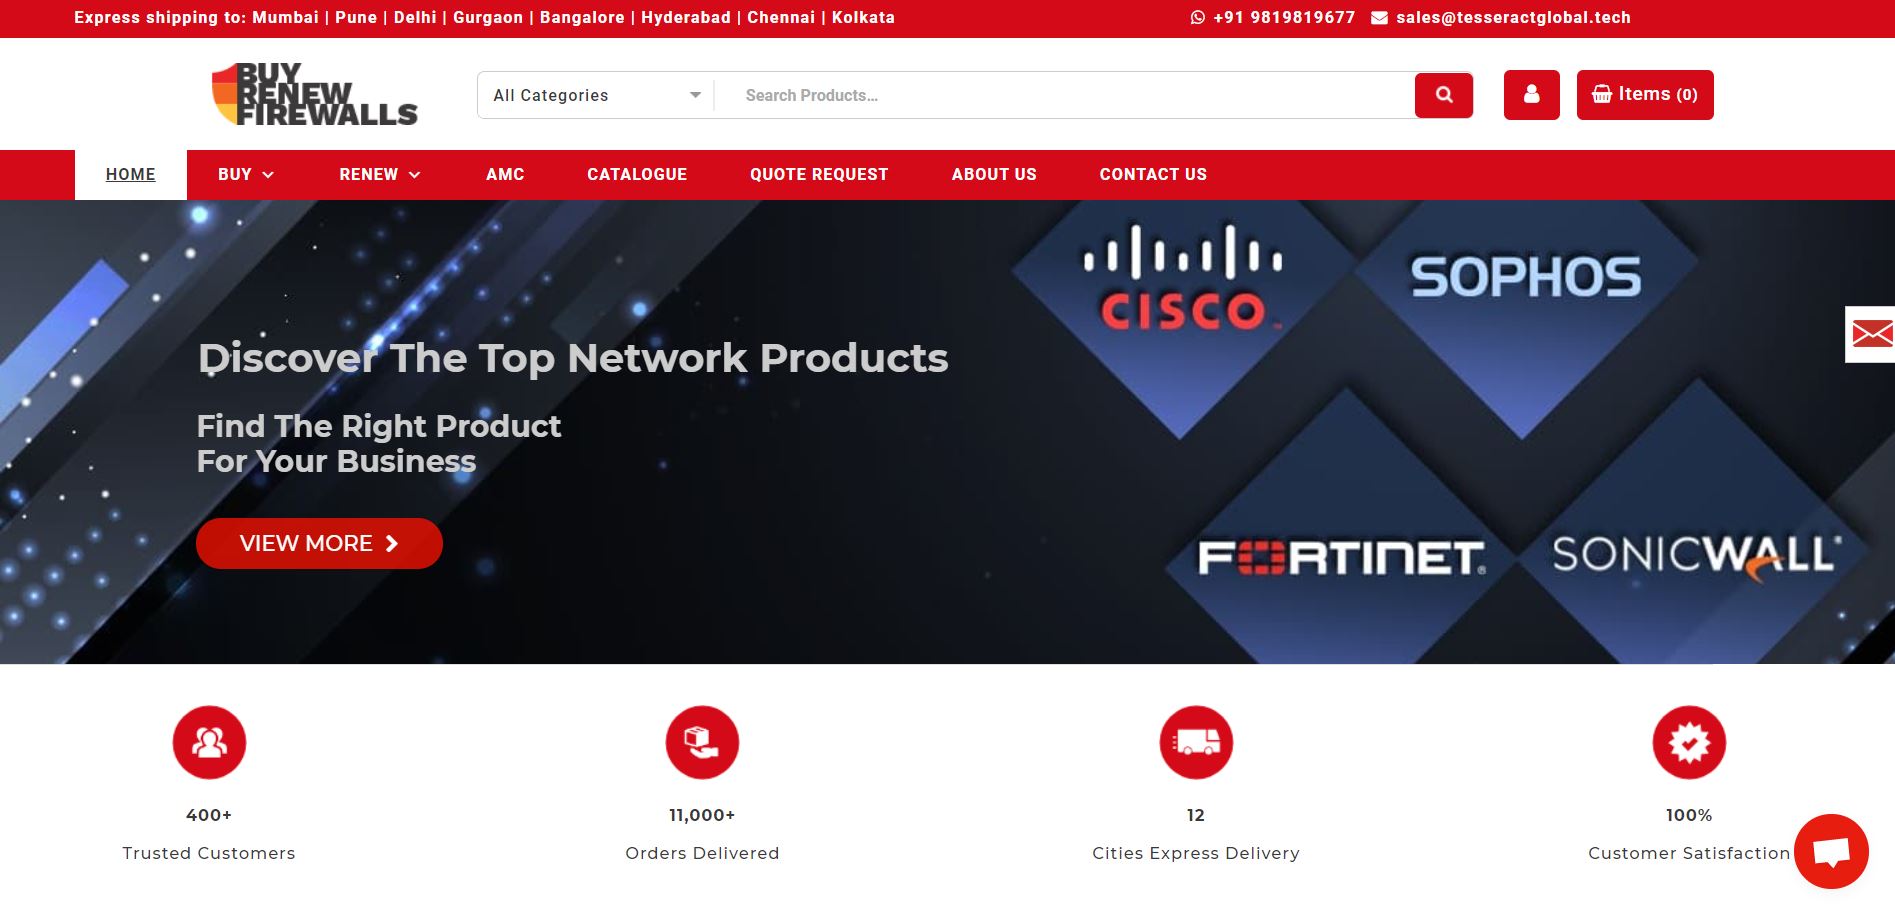 Express shipping to: Mumbai | Pune | Delhi | Gurgaon | Bangalore | Hyderabad | Chennai | Kolkata
+91 9819819677 sales@tesseractglobal.tech
BUY
RENEW
FIREWALLS
All Categories
Search Products...
Items (0)
HOME BUY RENEW AMC CATALOGUE QUOTE REQUEST ABOUT US CONTACT US
CISCO
SOPHOS
Discover The Top Network Products
Find The Right Product
For Your Business
VIEW MORE
FORTINET®
SONICWALL®
400+
Trusted Customers
11,000+
Orders Delivered
12
Cities Express Delivery
100%
Customer Satisfaction